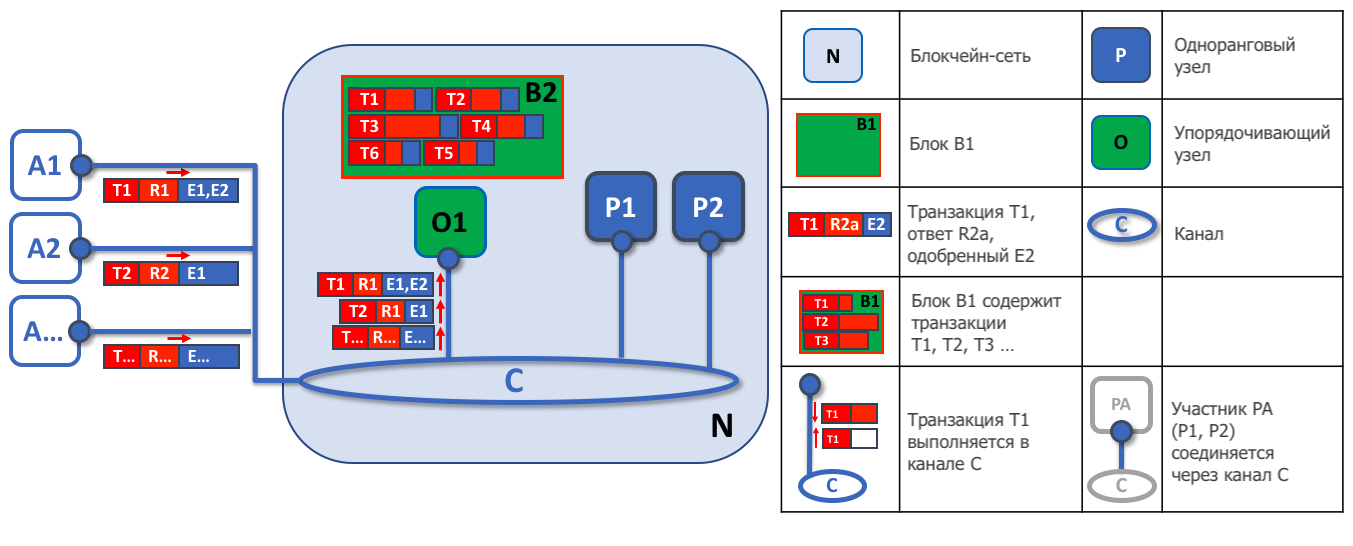 A1
T1 R1 E1,E2
A2
T2 R2 E1
A...
T... R... E...
B2
T1 T2
T3 T4
T6 T5
O1
P1
P2
T1 R1 E1,E2
T2 R1 E1
T... R... E...
C
N
N
Блокчейн-сеть
P
Одноранговый
узел
B1
Блок B1
O
Упорядочивающий
узел
T1 R2a E2
Транзакция T1,
ответ R2a,
одобренный E2
C
Канал
B1
T1
T2
T3
Блок B1 содержит
транзакции
T1, T2, T3 ...
T1
T1
C
Транзакция T1
выполняется в
канале C
PA
C
Участник PA
(P1, P2)
соединяется
через канал C